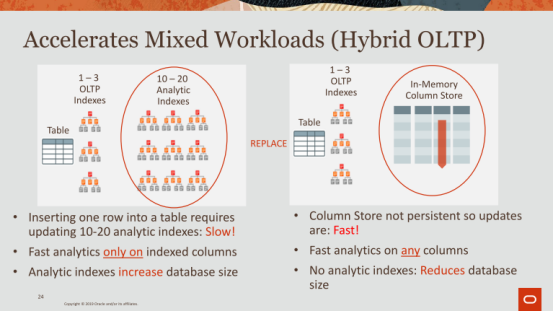 Accelerates Mixed Workloads (Hybrid OLTP)
1 – 3
OLTP
Indexes
10 – 20
Analytic
Indexes
Table
REPLACE
1 – 3
OLTP
Indexes
In-Memory
Column Store
Table
• Inserting one row into a table requires
updating 10-20 analytic indexes: Slow!
• Fast analytics only on indexed columns
• Analytic indexes increase database size
• Column Store not persistent so updates
are: Fast!
• Fast analytics on any columns
• No analytic indexes: Reduces database
size
24
Copyright © 2019 Oracle and/or its affiliates.